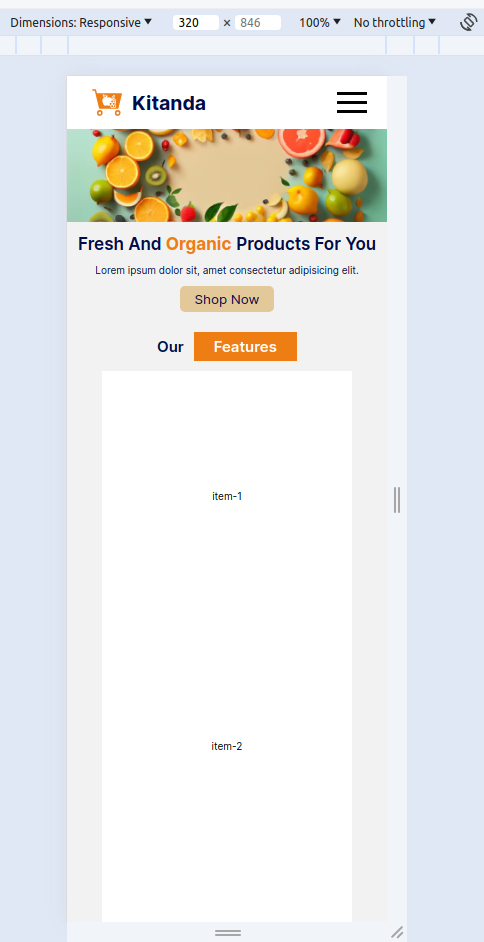 Dimensions: Responsive 320 × 846 100% No throttling
Kitanda
Fresh And Organic Products For You
Lorem ipsum dolor sit, amet consectetur adipisicing elit.
Shop Now
Our Features
item-1
item-2